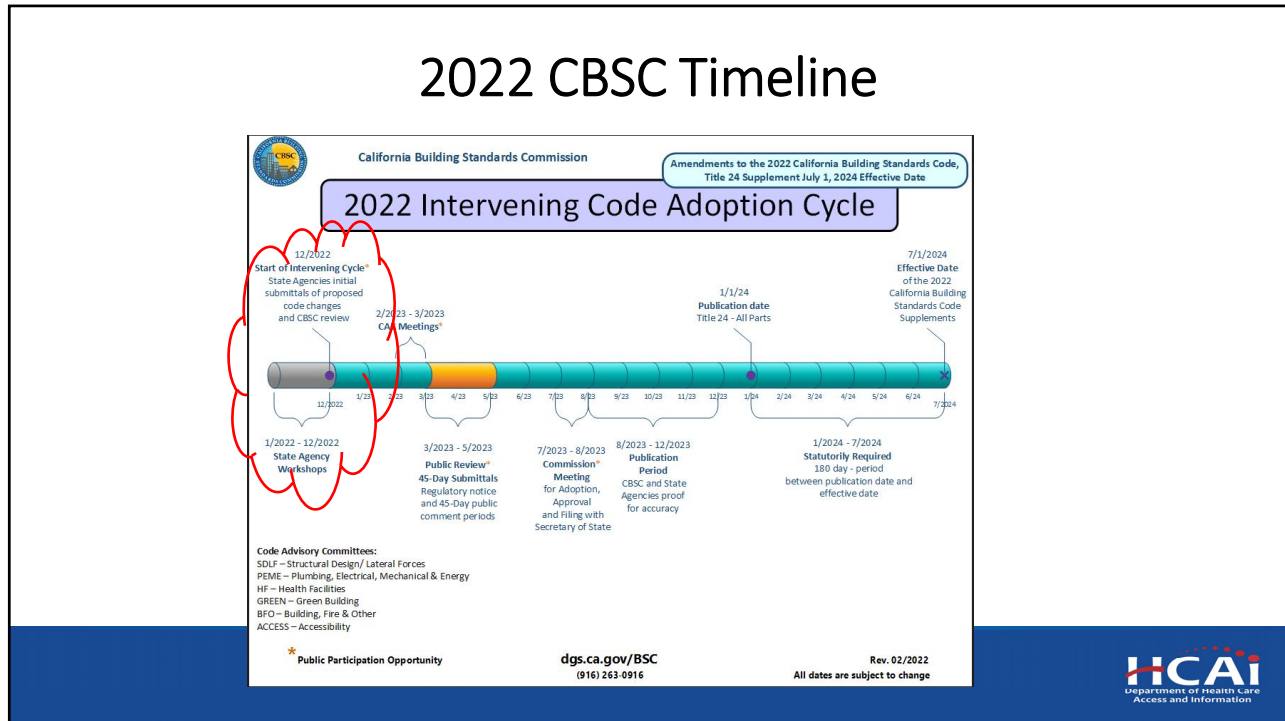 2022 CBSC Timeline
CBSC
California Building Standards Commission
Amendments to the 2022 California Building Standards Code,
Title 24 Supplement July 1, 2024 Effective Date
2022 Intervening Code Adoption Cycle
12/2022
Start of Intervening Cycle*
State Agencies initial
submittals of proposed
code changes
and CBSC review
2/2023 - 3/2023
CAC Meetings*
1/1/24
Publication date
Title 24 - All Parts
7/1/2024
Effective Date
of the 2022
California Building
Standards Code
Supplements
12/2022 1/23 2/23 3/23 4/23 5/23 6/23 7/23 8/23 9/23 10/23 11/23 12/23 1/24 2/24 3/24 4/24 5/24 6/24 7/2024
1/2022 - 12/2022
State Agency
Workshops
3/2023 - 5/2023
Public Review*
45-Day Submittals
Regulatory notice
and 45-Day public
comment periods
7/2023 - 8/2023
Commission*
Meeting
for Adoption,
Approval
and Filing with
Secretary of State
8/2023 - 12/2023
Publication
Period
CBSC and State
Agencies proof
for accuracy
1/2024 - 7/2024
Statutorily Required
180 day - period
between publication date and
effective date
Code Advisory Committees:
SDLF – Structural Design/ Lateral Forces
PEME – Plumbing, Electrical, Mechanical & Energy
HF – Health Facilities
GREEN – Green Building
BFO – Building, Fire & Other
ACCESS – Accessibility
*Public Participation Opportunity
dgs.ca.gov/BSC
(916) 263-0916
Rev. 02/2022
All dates are subject to change
HCAi
Department of Health Care
Access and Information